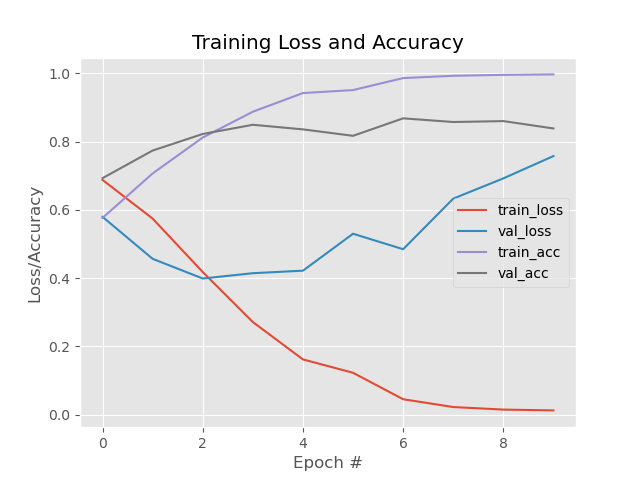 Training Loss and Accuracy
1.0
0.8
0.6
0.4
0.2
0.0
Loss/Accuracy
train_loss
val_loss
train_acc
val_acc
0 2 4 6 8
Epoch #